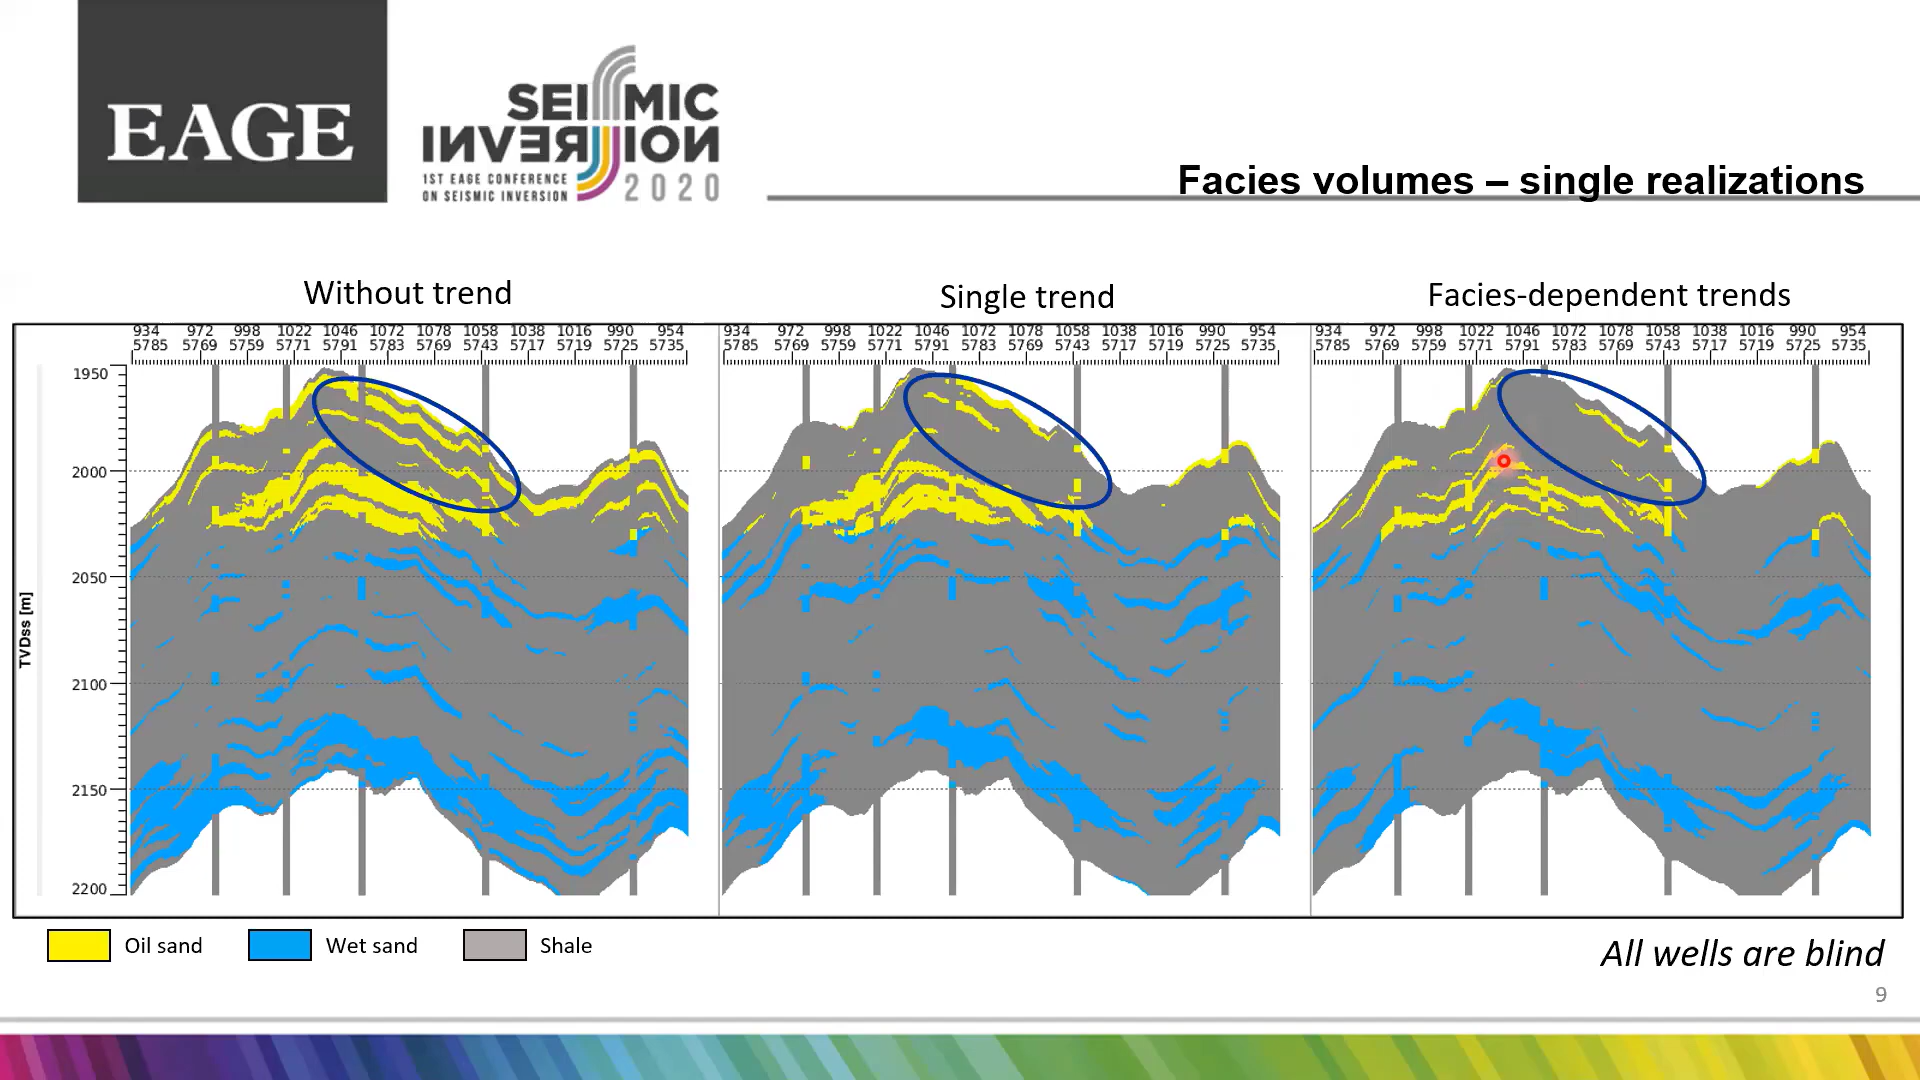 EAGE
SEISMIC
INVERSION
1ST EAGE CONFERENCE
ON SEISMIC INVERSION
2020
Facies volumes – single realizations
Without trend
Single trend
Facies-dependent trends
934 972 998 1022 1046 1072 1078 1058 1038 1016 990 954
5785 5769 5759 5771 5791 5783 5769 5743 5717 5719 5725 5735
934 972 998 1022 1046 1072 1078 1058 1038 1016 990 954
5785 5769 5759 5771 5791 5783 5769 5743 5717 5719 5725 5735
934 972 998 1022 1046 1072 1078 1058 1038 1016 990 954
5785 5769 5759 5771 5791 5783 5769 5743 5717 5719 5725 5735
TVDss [m]
1950
2000
2050
2100
2150
2200
Oil sand
Wet sand
Shale
All wells are blind
9